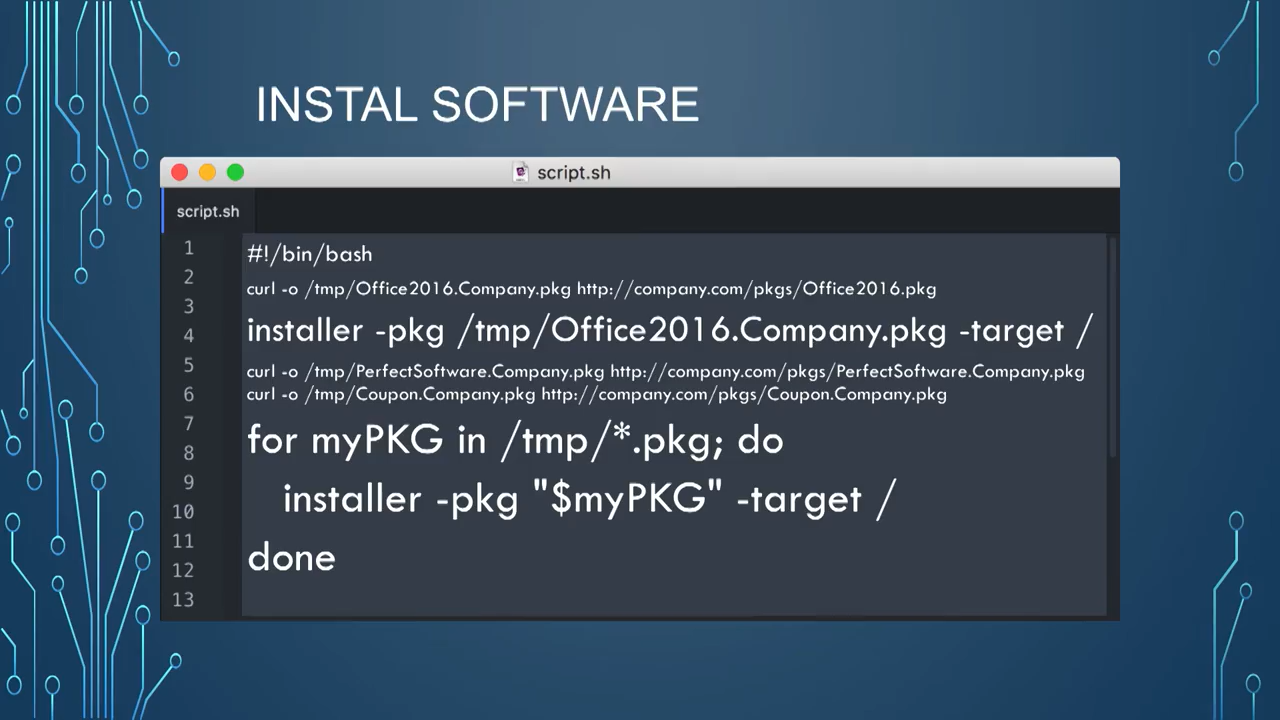 INSTAL SOFTWARE
script.sh
script.sh
1
2
3
4
5
6
7
8
9
10
11
12
13
#!/bin/bash
curl -o /tmp/Office2016.Company.pkg http://company.com/pkgs/Office2016.pkg
installer -pkg /tmp/Office2016.Company.pkg -target /
curl -o /tmp/PerfectSoftware.Company.pkg http://company.com/pkgs/PerfectSoftware.Company.pkg
curl -o /tmp/Coupon.Company.pkg http://company.com/pkgs/Coupon.Company.pkg
for myPKG in /tmp/*.pkg; do
installer -pkg "$myPKG" -target /
done